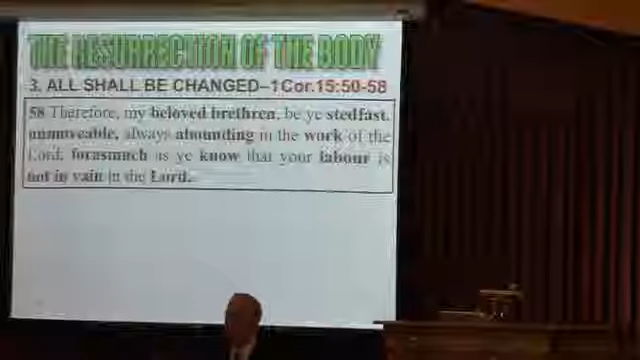 THE RESURRECTION OF THE BODY
3. ALL SHALL BE CHANGED–1Cor.15:50-58
58 Therefore, my beloved brethren, be ye stedfast,
unmoveable, always abounding in the work of the
Lord, forasmuch as ye know that your labour is
not in vain in the Lord.